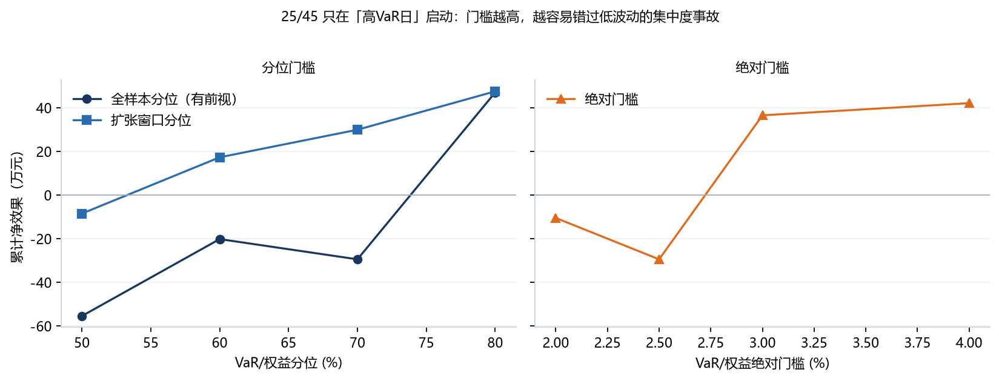 25/45 只在「高VaR日」启动：门槛越高，越容易错过低波动的集中度事故
分位门槛
全样本分位（有前视）
扩张窗口分位
累计净效果（万元）
40
20
0
-20
-40
-60
50
55
60
65
70
75
80
VaR/权益分位 (%)
绝对门槛
绝对门槛
2.00
2.25
2.50
2.75
3.00
3.25
3.50
3.75
4.00
VaR/权益绝对门槛 (%)